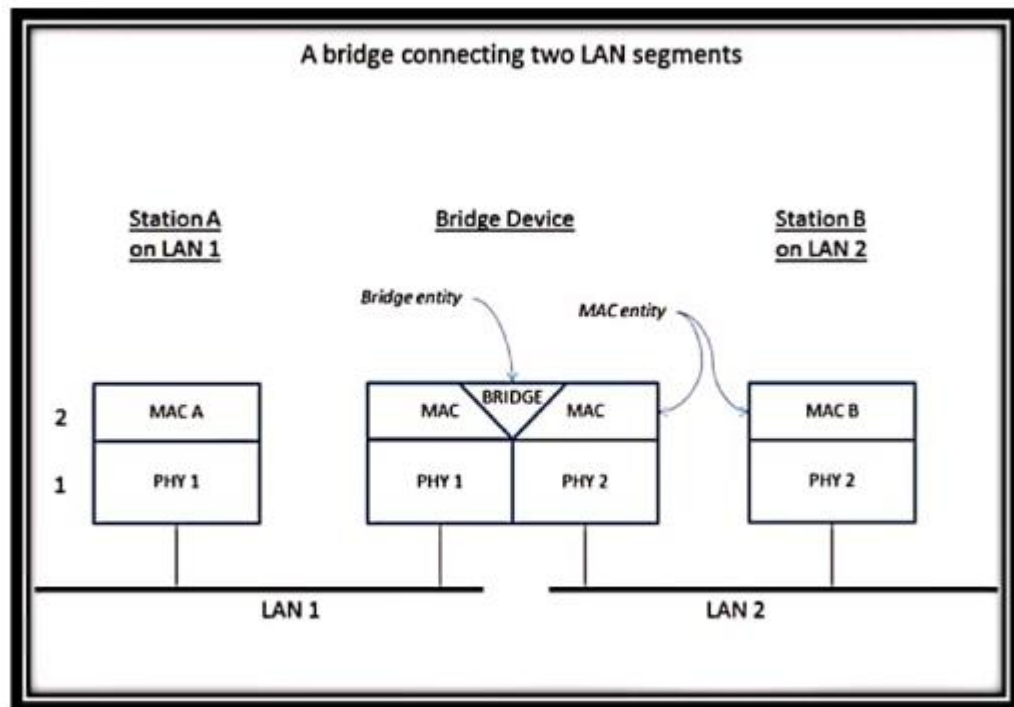 A bridge connecting two LAN segments
Station A
on LAN 1
Bridge Device
Station B
on LAN 2
Bridge entity
MAC entity
2
MAC A
MAC
BRIDGE
MAC
MAC B
1
PHY 1
PHY 1
PHY 2
PHY 2
LAN 1
LAN 2